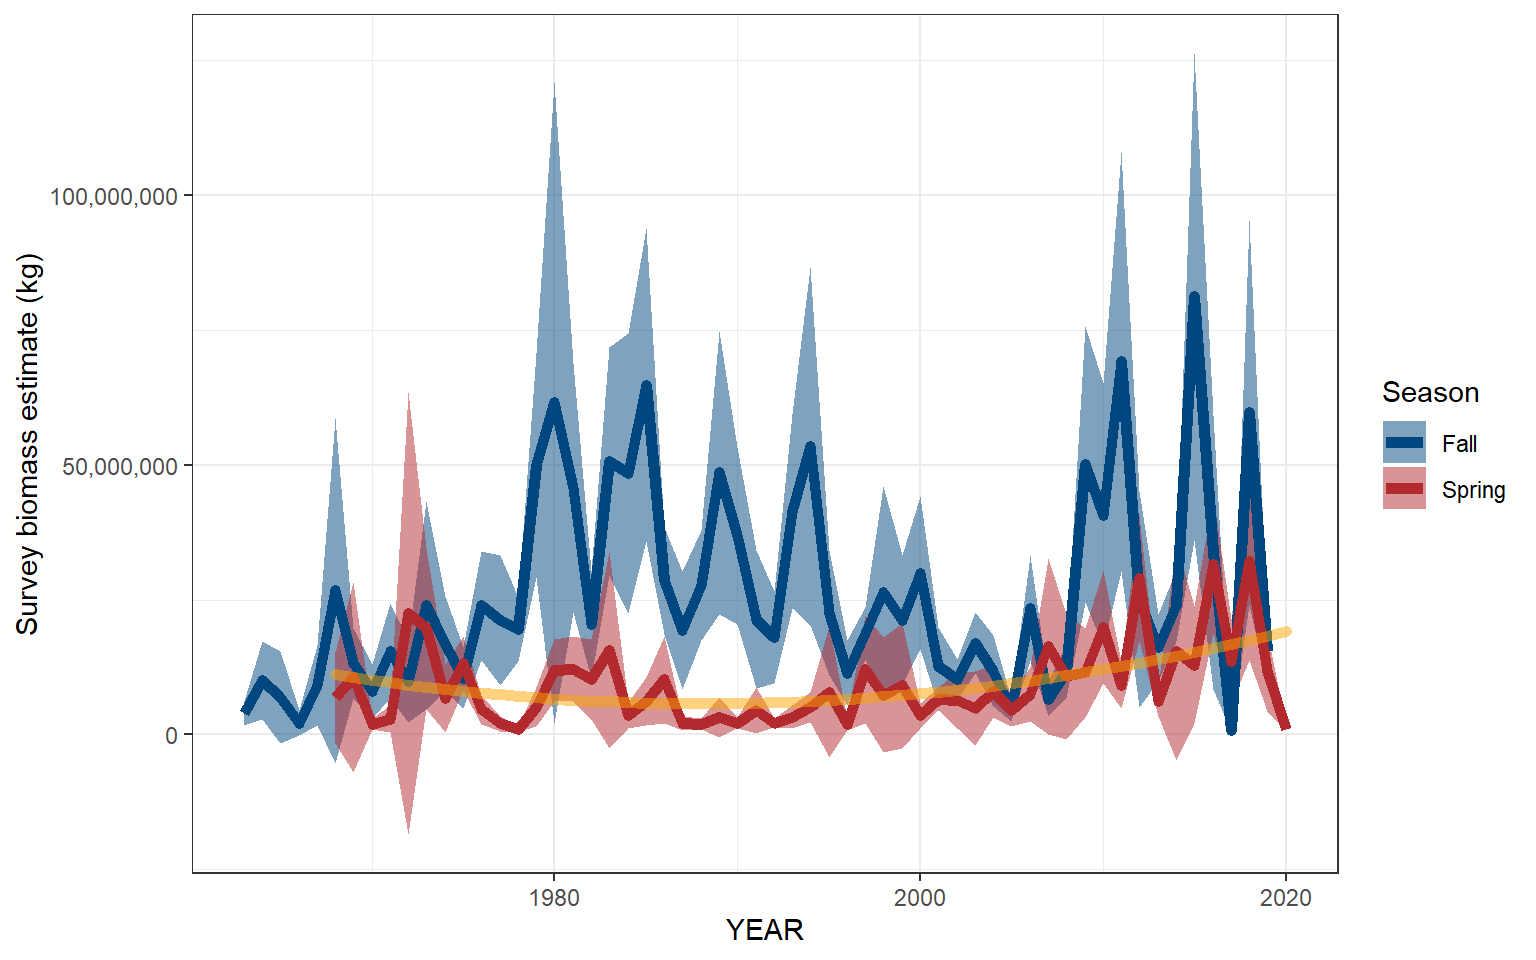 Survey biomass estimate (kg)
100,000,000
50,000,000
0
1980
2000
2020
YEAR
Season
Fall
Spring